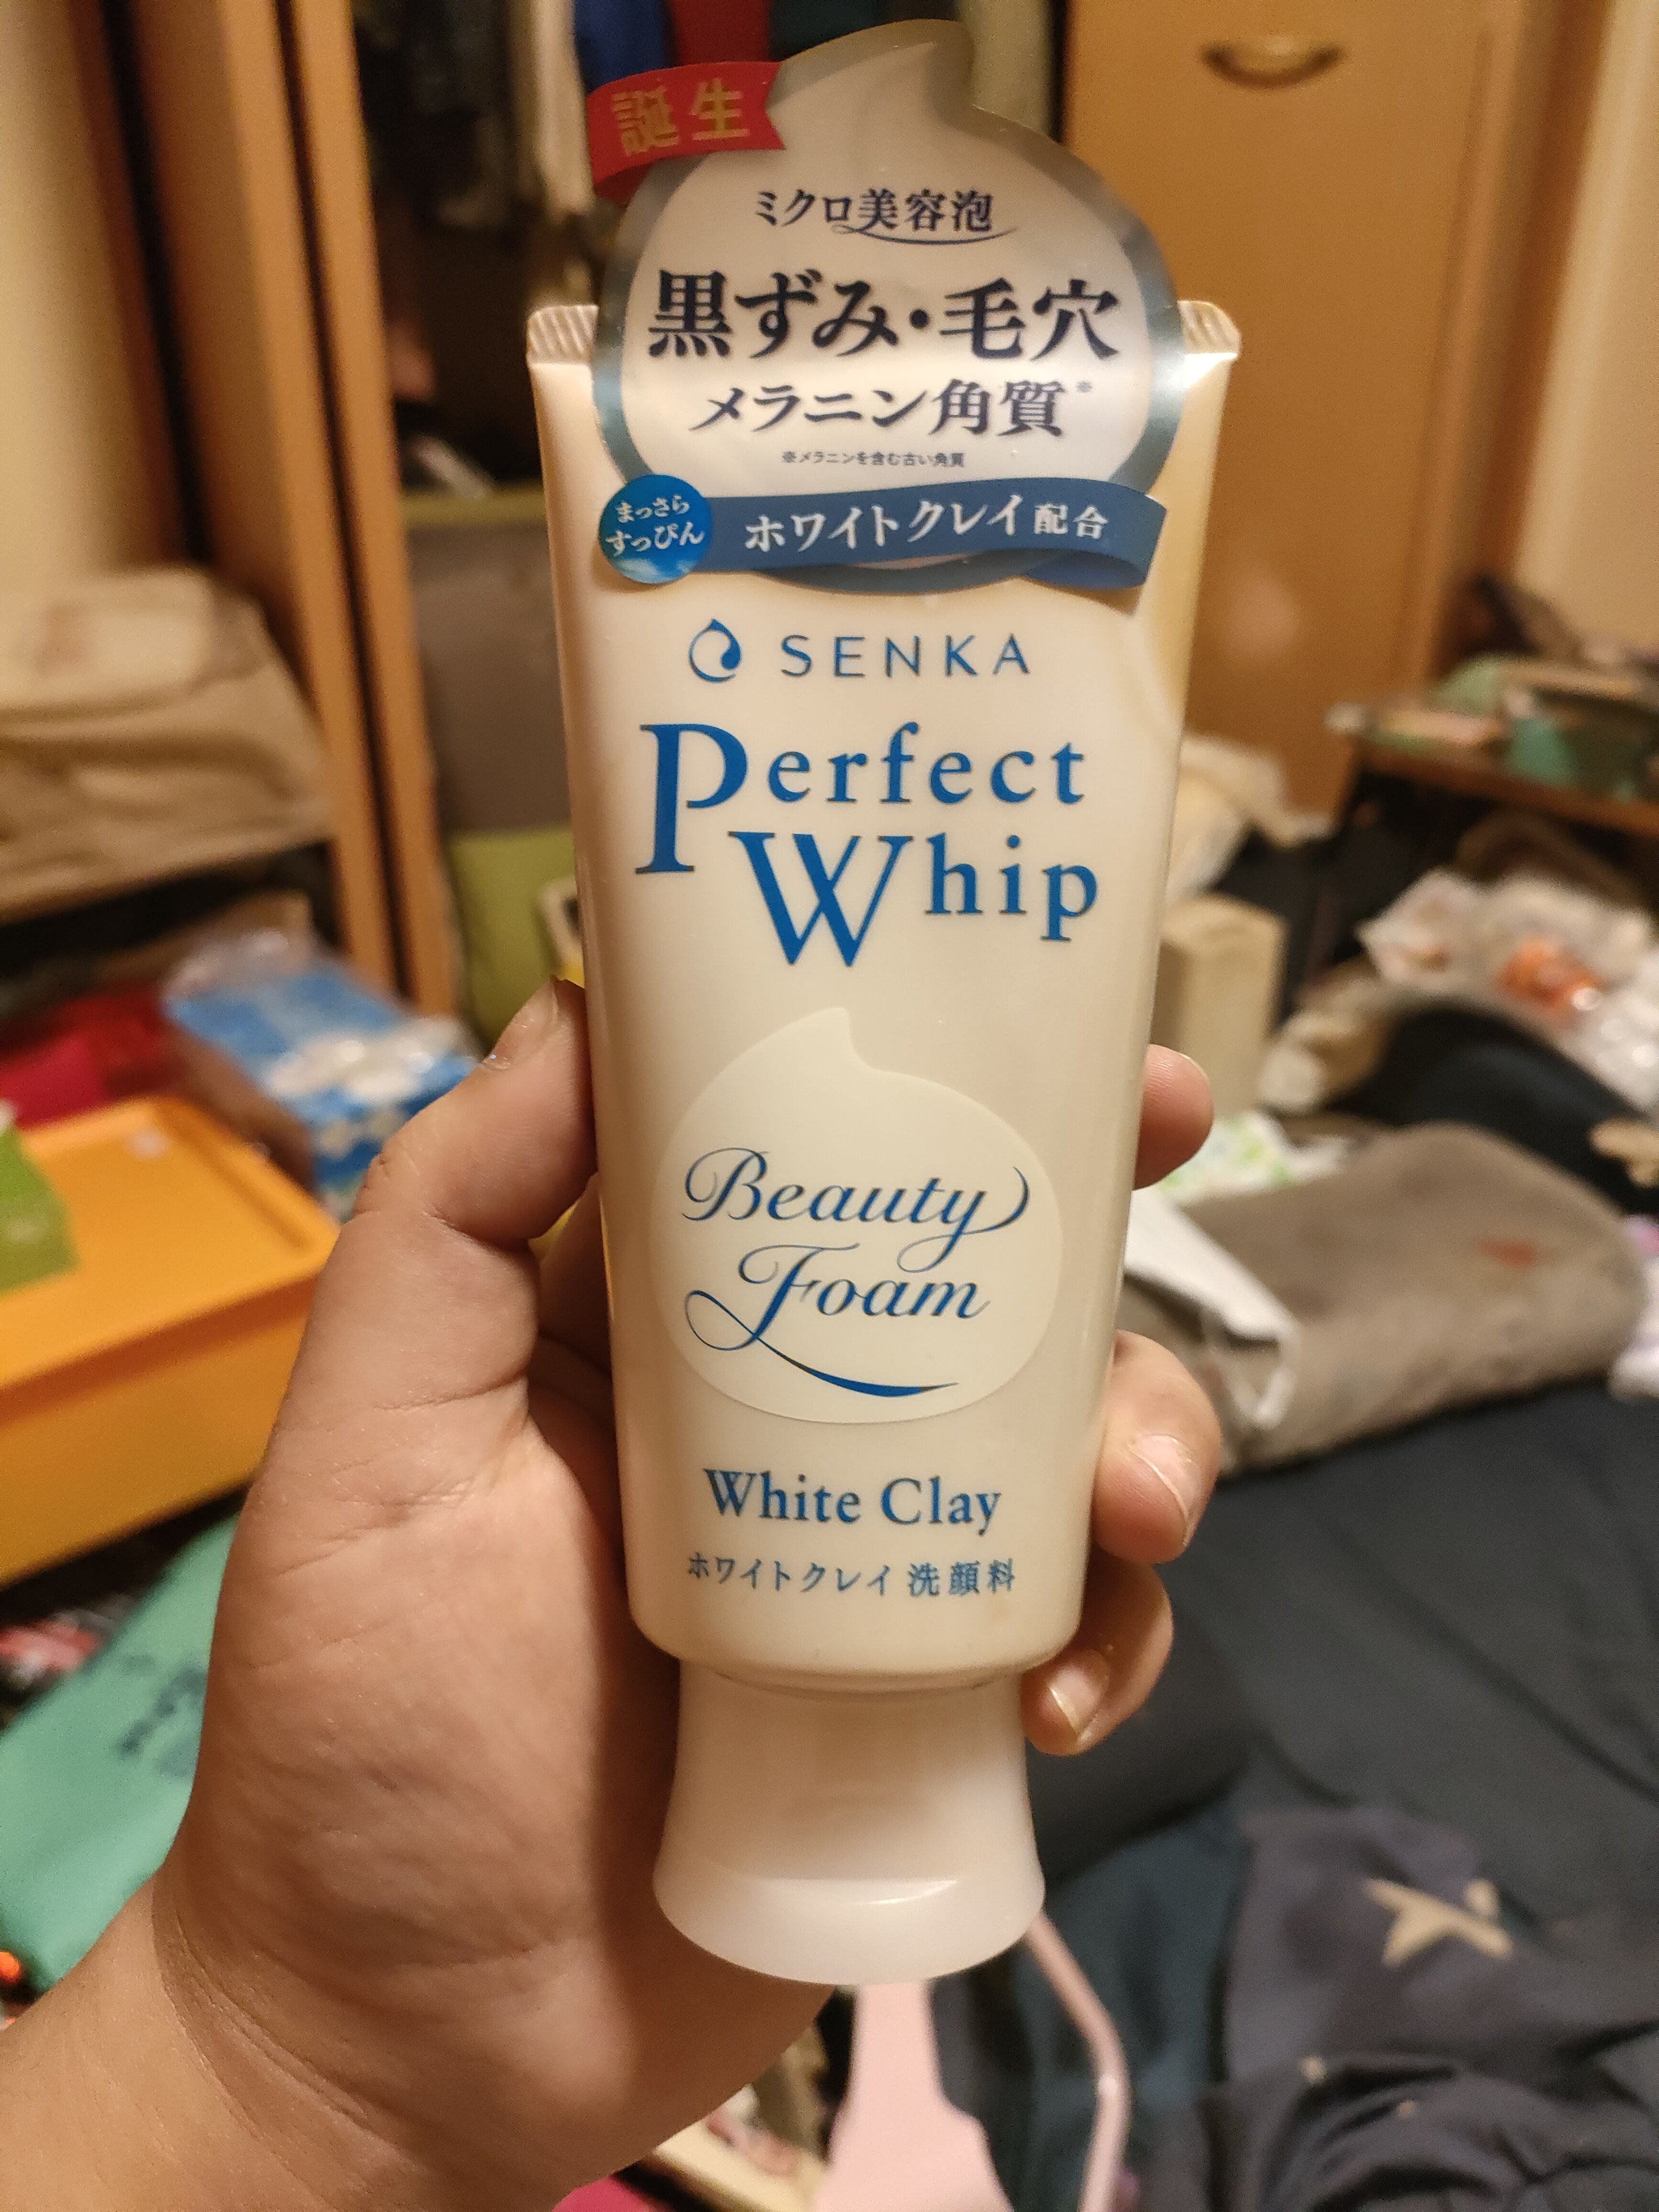 誕生
ミクロ美容泡
黒ずみ・毛穴
メラニン角質※
※メラニンを含む古い角質
まっさら
すっぴん
ホワイトクレイ配合
SENKA
Perfect
Whip
Beauty
Foam
White Clay
ホワイトクレイ 洗顔料